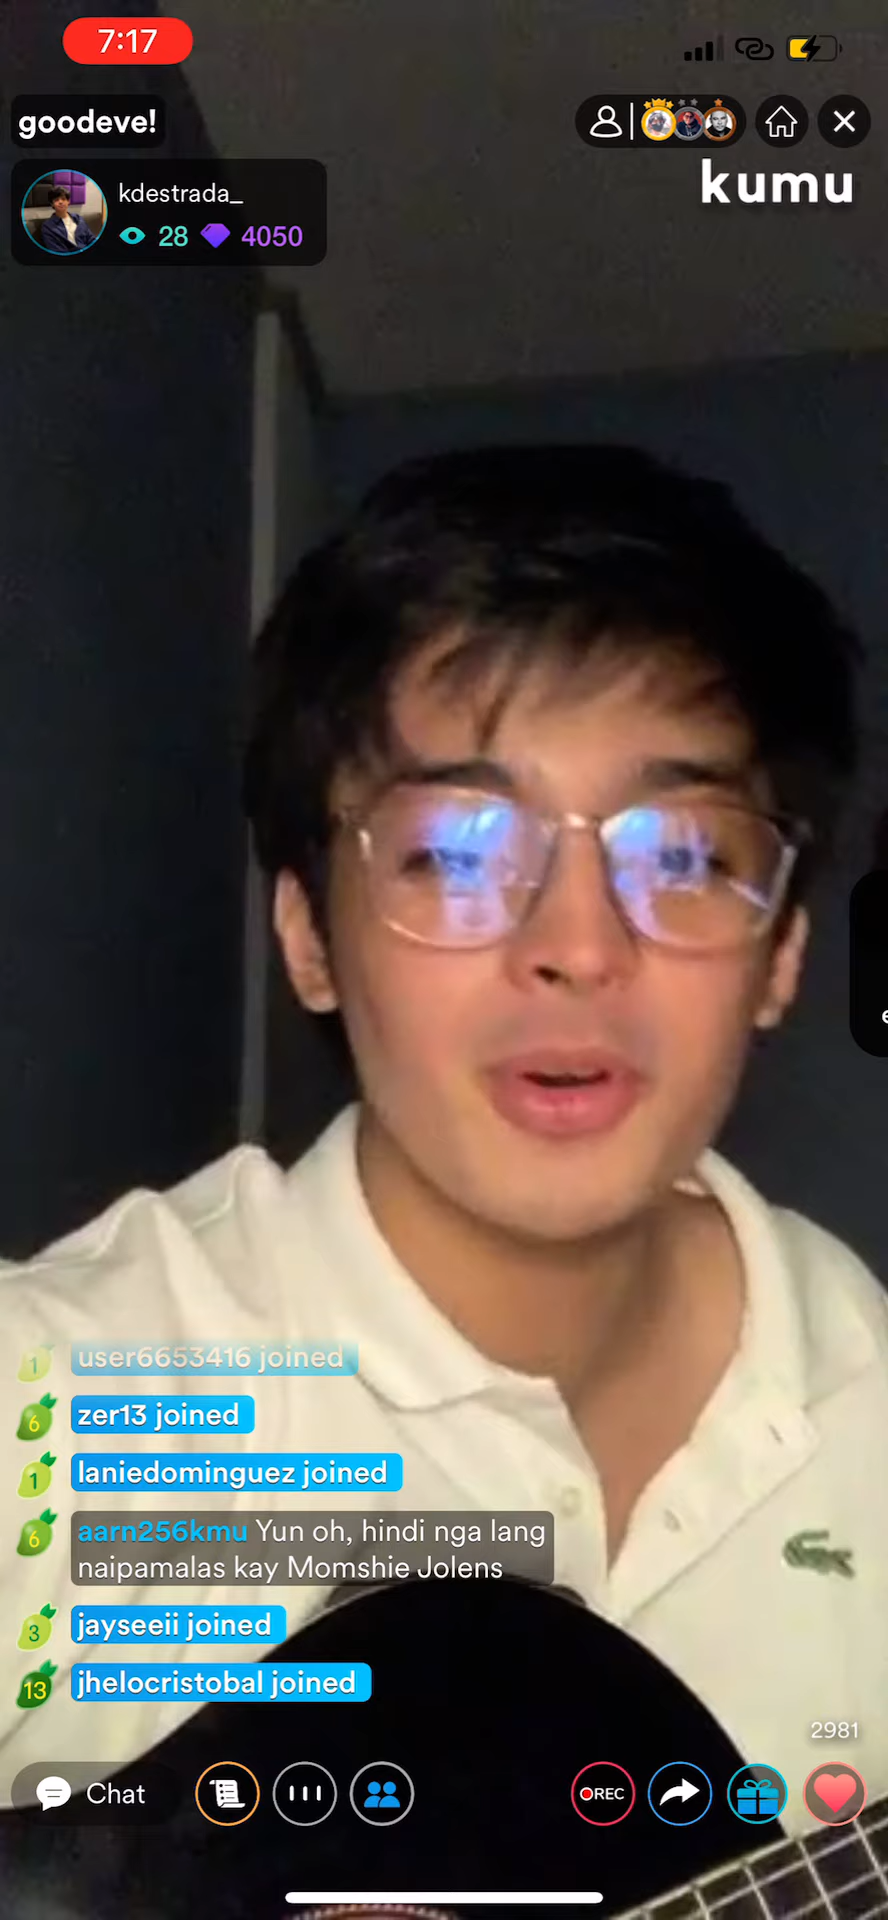 7:17
goodeve!
kumu
kdestrada_
28 4050
e
1 user6653416 joined
6 zer13 joined
1 laniedominguez joined
6 aarn256kmu Yun oh, hindi nga lang
naipamalas kay Momshie Jolens
3 jayseeii joined
13 jhelocristobal joined
2981
Chat
REC